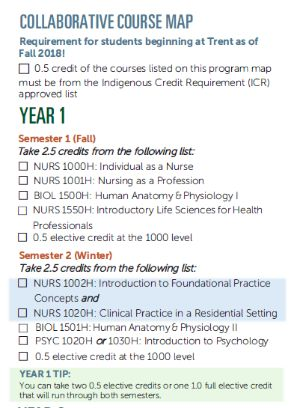 COLLABORATIVE COURSE MAP
Requirement for students beginning at Trent as of
Fall 2018!
0.5 credit of the courses listed on this program map
must be from the Indigenous Credit Requirement (ICR)
approved list
YEAR 1
Semester 1 (Fall)
Take 2.5 credits from the following list:
NURS 1000H: Individual as a Nurse
NURS 1001H: Nursing as a Profession
BIOL 1500H: Human Anatomy & Physiology I
NURS 1550H: Introductory Life Sciences for Health
Professionals
0.5 elective credit at the 1000 level
Semester 2 (Winter)
Take 2.5 credits from the following list:
NURS 1002H: Introduction to Foundational Practice
Concepts and
NURS 1020H: Clinical Practice in a Residential Setting
BIOL 1501H: Human Anatomy & Physiology II
PSYC 1020H or 1030H: Introduction to Psychology
0.5 elective credit at the 1000 level
YEAR 1 TIP:
You can take two 0.5 elective credits or one 1.0 full elective credit
that will run through both semesters.